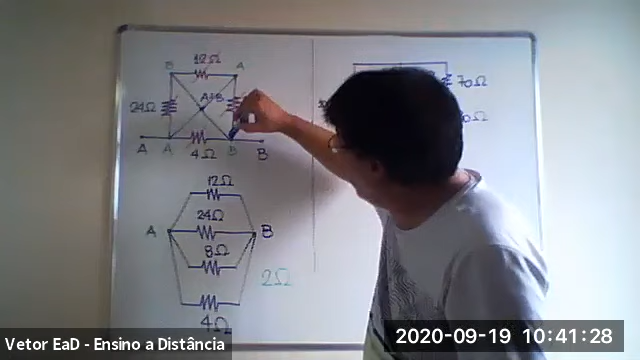 12Ω
B A
24Ω
A+B
A A B B
4Ω
70Ω
0Ω
12Ω
24Ω
A B
8Ω
2Ω
4Ω
Vetor EaD - Ensino a Distância
2020-09-19 10:41:28